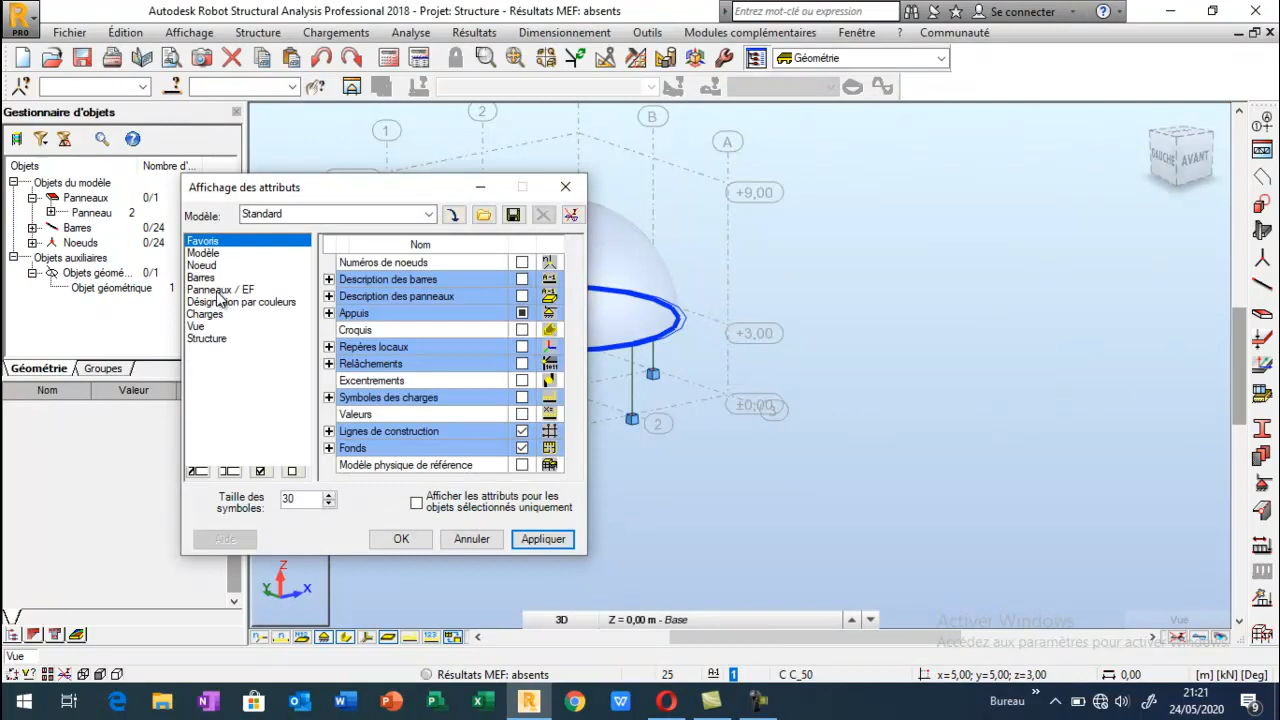 Autodesk Robot Structural Analysis Professional 2018 - Projet: Structure - Résultats MEF: absents
Entrez mot-clé ou expression
Se connecter
PRO
Fichier Édition Affichage Structure Chargements Analyse Résultats Dimensionnement Outils Modules complémentaires Fenêtre ? Communauté
Géométrie
Gestionnaire d'objets
Objets Nombre d'...
Objets du modèle
Panneaux 0/1
Panneau 2
Barres 0/24
Noeuds 0/24
Objets auxiliaires
Objets géomé... 0/1
Objet géométrique 1
Géométrie Groupes
Nom Valeur
Affichage des attributs
Modèle: Standard
Favoris
Modèle
Noeud
Barres
Panneaux / EF
Désignation par couleurs
Charges
Vue
Structure
Nom
Numéros de noeuds
Description des barres
Description des panneaux
Appuis
Croquis
Repères locaux
Relâchements
Excentrements
Symboles des charges
Valeurs
Lignes de construction
Fonds
Modèle physique de référence
Taille des
symboles:
30
Afficher les attributs pour les
objets sélectionnés uniquement
Aide OK Annuler Appliquer
1
2
B
A
+9,00
+3,00
±0,00
3
2
GAUCHE AVANT
Z
Y
X
3D Z = 0,00 m - Base
Vue
Activer Windows
Accédez aux paramètres pour activer Windows.
Vue
Résultats MEF: absents 25 1 C C_50 x=5,00; y=5,00; z=3,00 0,00 [m] [kN] [Deg]
Bureau
21:21
24/05/2020
9